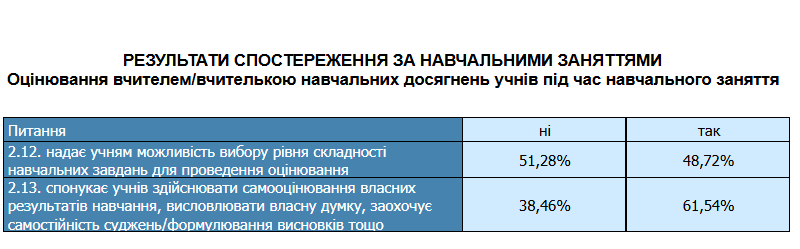 РЕЗУЛЬТАТИ СПОСТЕРЕЖЕННЯ ЗА НАВЧАЛЬНИМИ ЗАНЯТТЯМИ
Оцінювання вчителем/вчителькою навчальних досягнень учнів під час навчального заняття
Питання ні так
2.12. надає учням можливість вибору рівня складності
навчальних завдань для проведення оцінювання 51,28% 48,72%
2.13. спонукає учнів здійснювати самооцінювання власних
результатів навчання, висловлювати власну думку, заохочує 38,46% 61,54%
самостійність суджень/формулювання висновків тощо